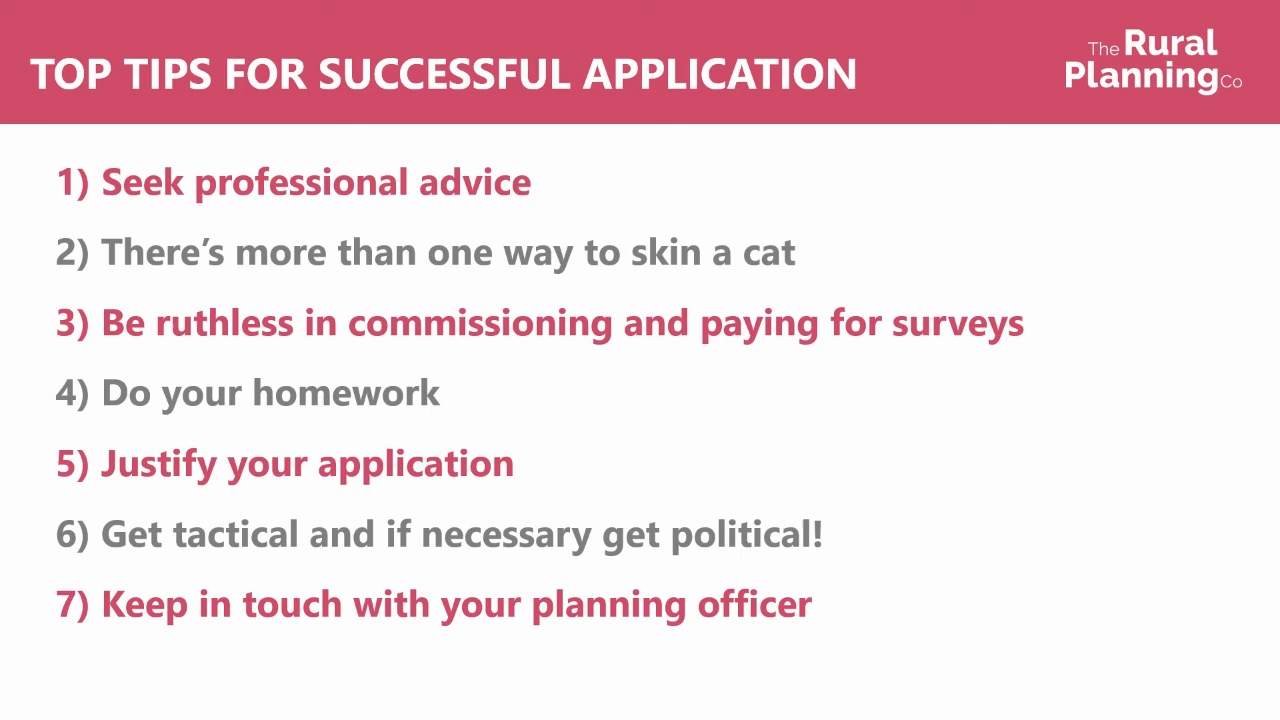 TOP TIPS FOR SUCCESSFUL APPLICATION
The Rural
Planning Co
1) Seek professional advice
2) There’s more than one way to skin a cat
3) Be ruthless in commissioning and paying for surveys
4) Do your homework
5) Justify your application
6) Get tactical and if necessary get political!
7) Keep in touch with your planning officer